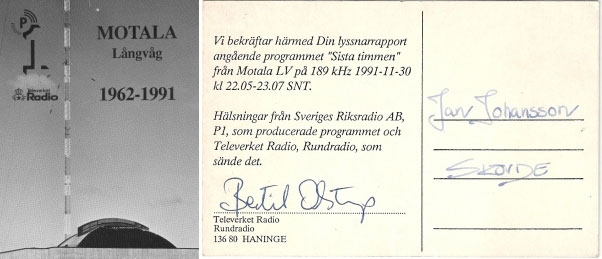 P
Televerket
Radio
MOTALA
Långvåg
1962-1991
Vi bekräftar härmed Din lyssnarrapport
angående programmet "Sista timmen"
från Motala LV på 189 kHz 1991-11-30
kl 22.05-23.07 SNT.
Hälsningar från Sveriges Riksradio AB,
P1, som producerade programmet och
Televerket Radio, Rundradio, som
sände det.
Bertil
Televerket Radio
Rundradio
136 80 HANINGE
Jan Johansson
SKÖVDE